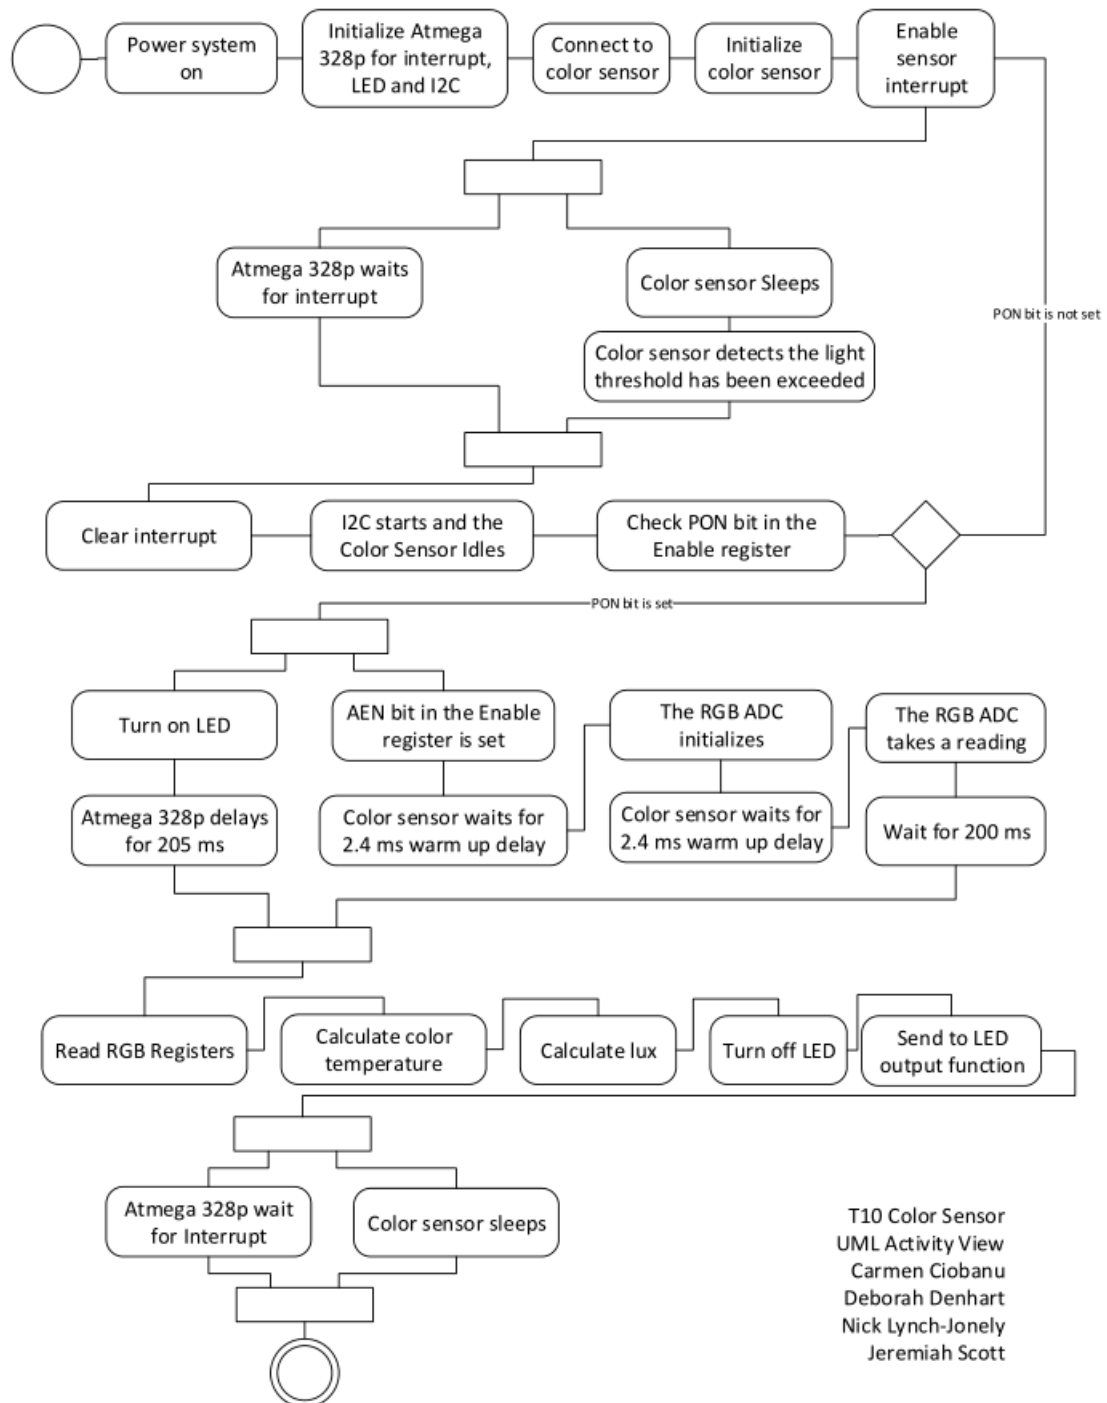 Power system
on
Initialize Atmega
328p for interrupt,
LED and I2C
Connect to
color sensor
Initialize
color sensor
Enable
sensor
interrupt
Atmega 328p waits
for interrupt
Color sensor Sleeps
PON bit is not set
Color sensor detects the light
threshold has been exceeded
Clear interrupt
I2C starts and the
Color Sensor Idles
Check PON bit in the
Enable register
PON bit is set
Turn on LED
AEN bit in the Enable
register is set
The RGB ADC
initializes
The RGB ADC
takes a reading
Atmega 328p delays
for 205 ms
Color sensor waits for
2.4 ms warm up delay
Color sensor waits for
2.4 ms warm up delay
Wait for 200 ms
Read RGB Registers
Calculate color
temperature
Calculate lux
Turn off LED
Send to LED
output function
Atmega 328p wait
for Interrupt
Color sensor sleeps
T10 Color Sensor
UML Activity View
Carmen Ciobanu
Deborah Denhart
Nick Lynch-Jonely
Jeremiah Scott